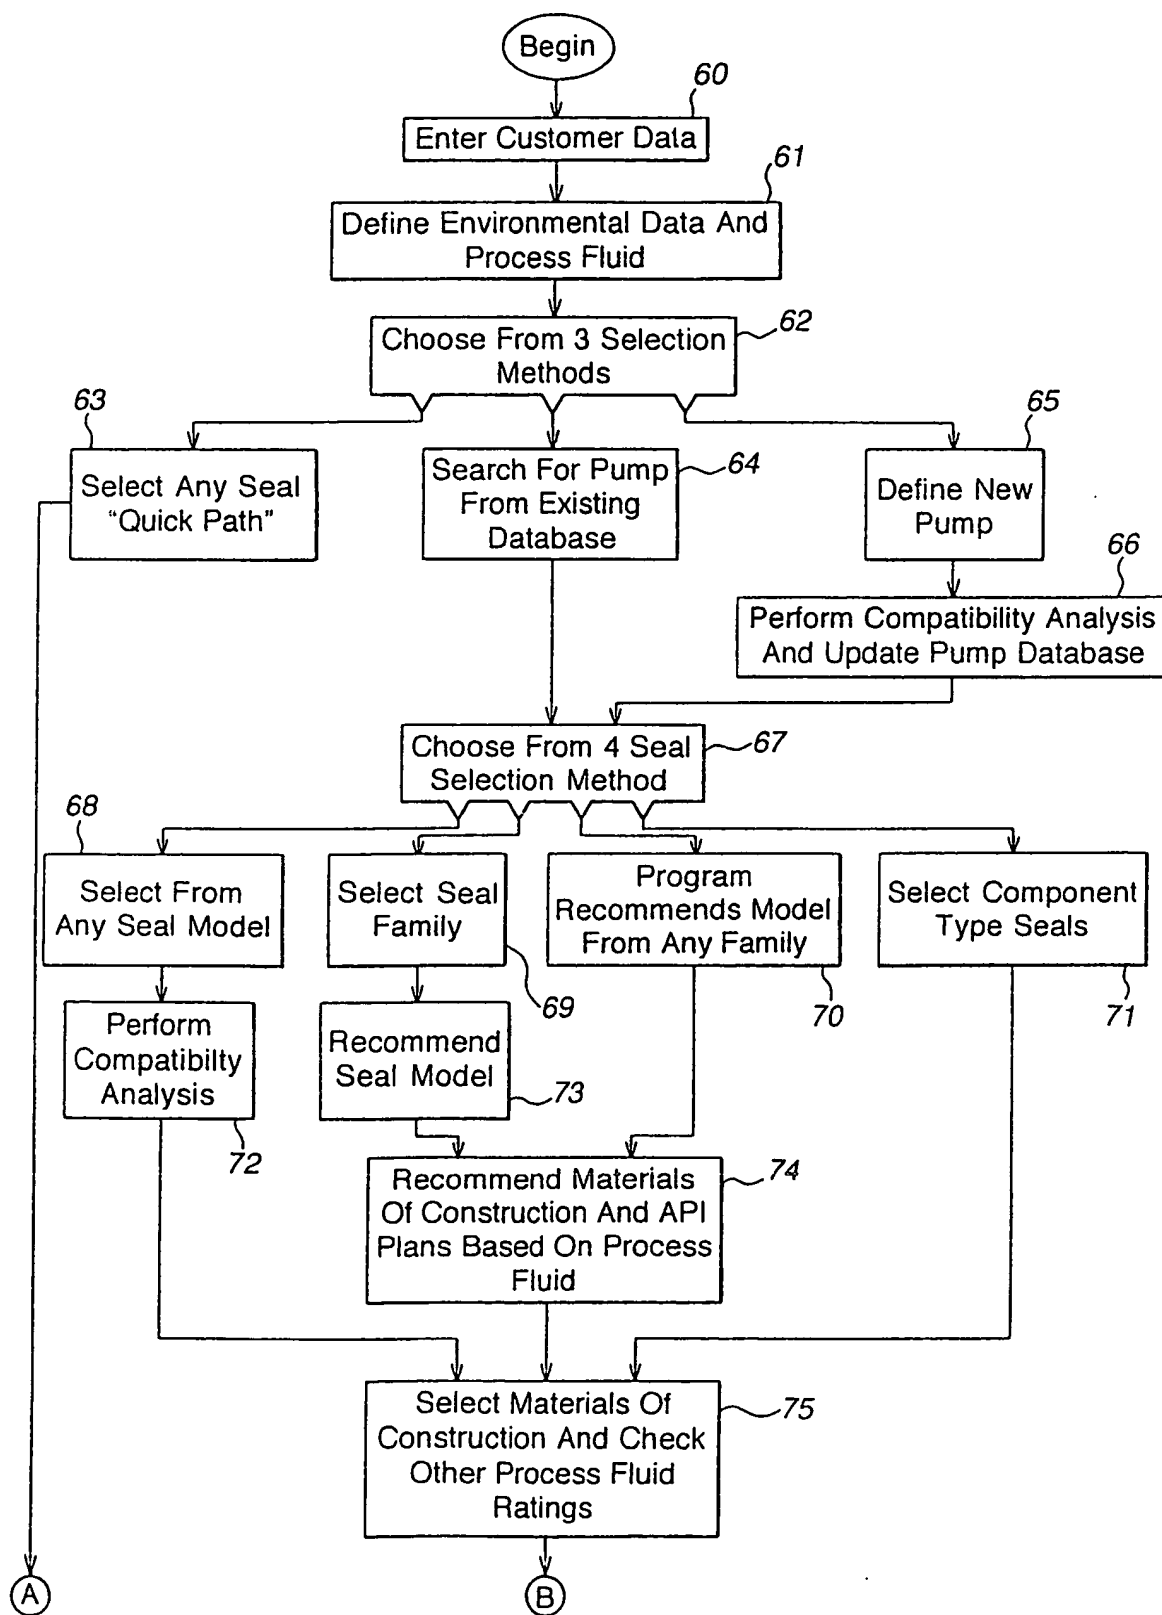 Begin
60
Enter Customer Data
61
Define Environmental Data And
Process Fluid
62
Choose From 3 Selection
Methods
63
Select Any Seal
"Quick Path"
64
Search For Pump
From Existing
Database
65
Define New
Pump
66
Perform Compatibility Analysis
And Update Pump Database
67
Choose From 4 Seal
Selection Method
68
Select From
Any Seal Model
Select Seal
Family
69
Program
Recommends Model
From Any Family
70
Select Component
Type Seals
71
Perform
Compatibilty
Analysis
72
Recommend
Seal Model
73
74
Recommend Materials
Of Construction And API
Plans Based On Process
Fluid
75
Select Materials Of
Construction And Check
Other Process Fluid
Ratings
A
B